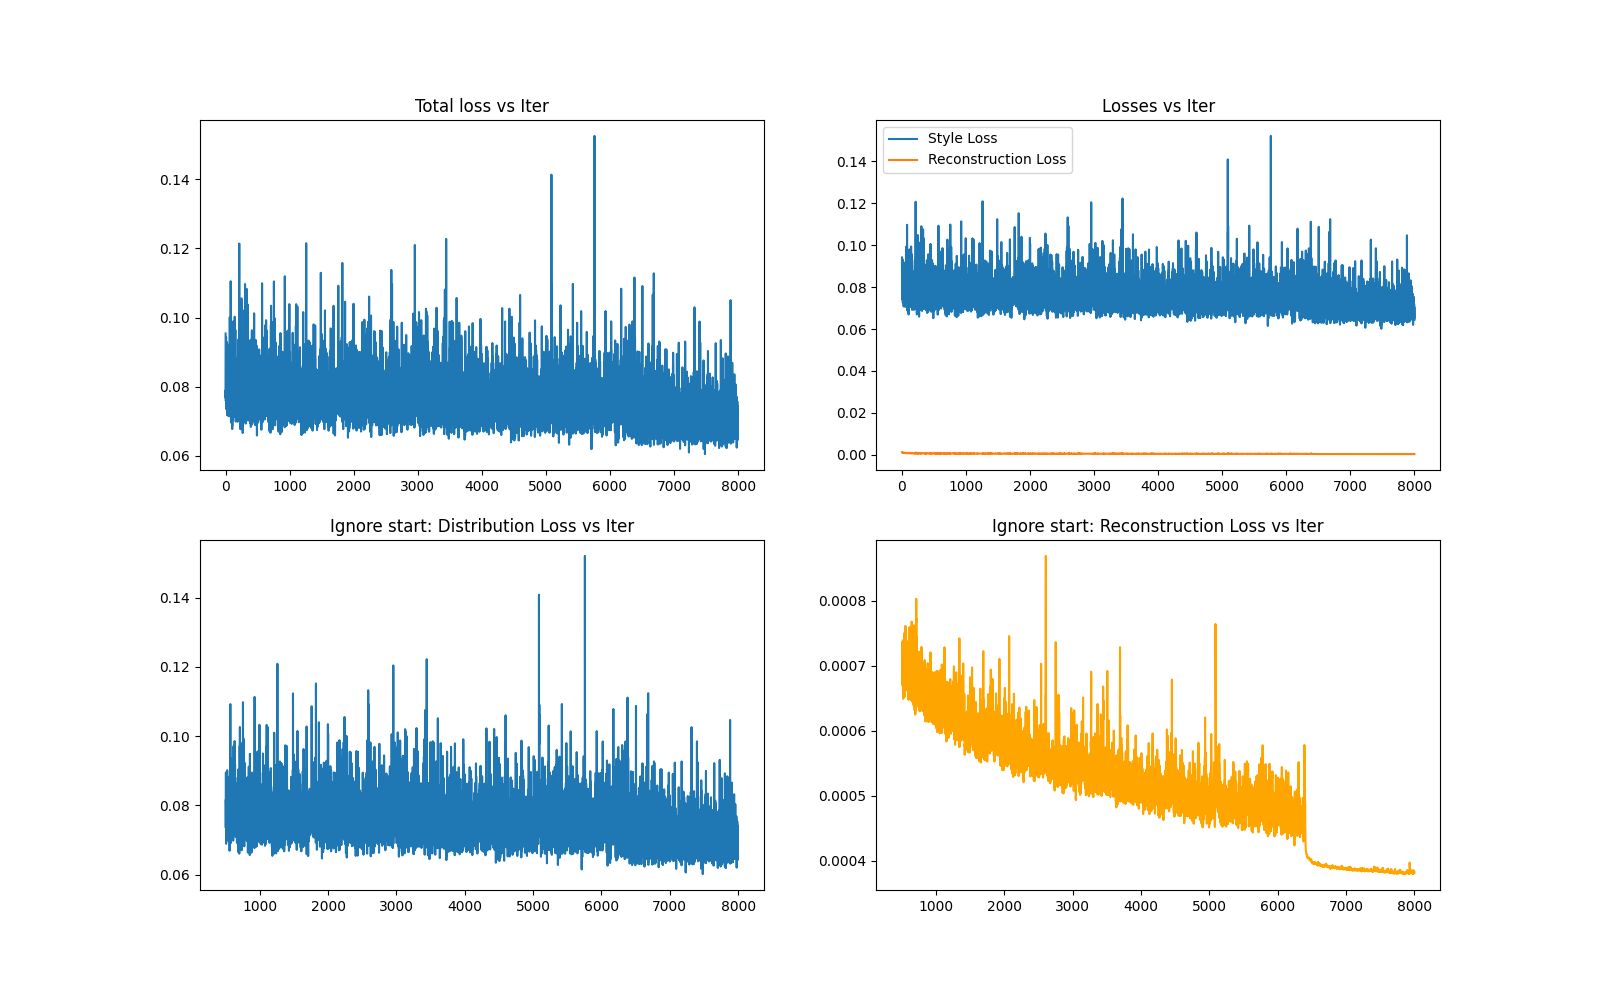 Total loss vs Iter
0.14
0.12
0.10
0.08
0.06
0 1000 2000 3000 4000 5000 6000 7000 8000
Losses vs Iter
Style Loss
Reconstruction Loss
0.14
0.12
0.10
0.08
0.06
0.04
0.02
0.00
0 1000 2000 3000 4000 5000 6000 7000 8000
Ignore start: Distribution Loss vs Iter
0.14
0.12
0.10
0.08
0.06
1000 2000 3000 4000 5000 6000 7000 8000
Ignore start: Reconstruction Loss vs Iter
0.0008
0.0007
0.0006
0.0005
0.0004
1000 2000 3000 4000 5000 6000 7000 8000